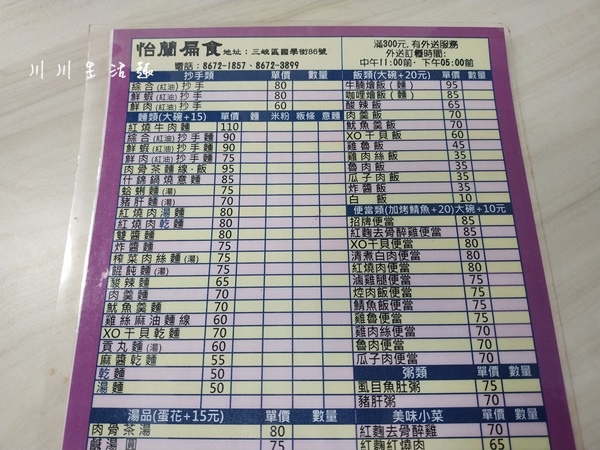 川川生活趣
怡蘭扁食 地址：三峽區國學街86號
電話：8672-1857、8672-3899
滿300元,有外送服務
外送訂餐時間：
中午11:00前、下午05:00前
抄手類 單價 數量
綜合(紅油)抄手 80
鮮蝦(紅油)抄手 80
鮮肉(紅油)抄手 60
麵類(大碗+15) 單價 麵 米粉 板條 意麵
紅燒牛肉麵 110
綜合(紅油)抄手麵 90
鮮蝦(紅油)抄手麵 90
鮮肉(紅油)抄手麵 75
肉骨茶麵線、飯 95
什錦鍋燒意麵 85
蛤蜊麵(湯) 75
豬肝麵(湯) 70
紅燒肉湯麵 80
紅燒肉乾麵 80
雙醬麵 80
炸醬麵 75
榨菜肉絲麵(湯) 75
餛飩麵(湯) 75
酸辣麵 65
肉羹麵 70
魷魚羹麵 70
雞絲麻油麵線 60
XO干貝乾麵 70
貢丸麵(湯) 60
麻醬乾麵 55
乾麵 50
湯麵 50
湯品(蛋花+15元) 單價 數量
肉骨茶湯 80
鹹湯圓 75
飯類(大碗+20元) 單價 數量
牛腩燴飯(麵) 95
咖哩燴飯(麵) 85
酸辣飯 65
肉羹飯 70
魷魚羹飯 70
XO干貝飯 60
雞魯飯 45
雞肉絲飯 35
魯肉飯 35
瓜子肉飯 35
炸醬飯 35
白飯 10
便當類(加烤鯖魚+20)大碗+10元
招牌便當 85
紅麴去骨醉雞便當 85
XO干貝便當 80
清煮白肉便當 80
紅燒肉便當 80
滷雞腿便當 75
焢肉飯便當 75
鯖魚飯便當 75
雞魯便當 70
雞肉絲便當 70
魯肉便當 70
瓜子肉便當 70
粥類 單價 數量
虱目魚肚粥 75
豬肝粥 70
美味小菜 單價 數量
紅麴去骨醉雞 70
紅麴紅燒肉 65